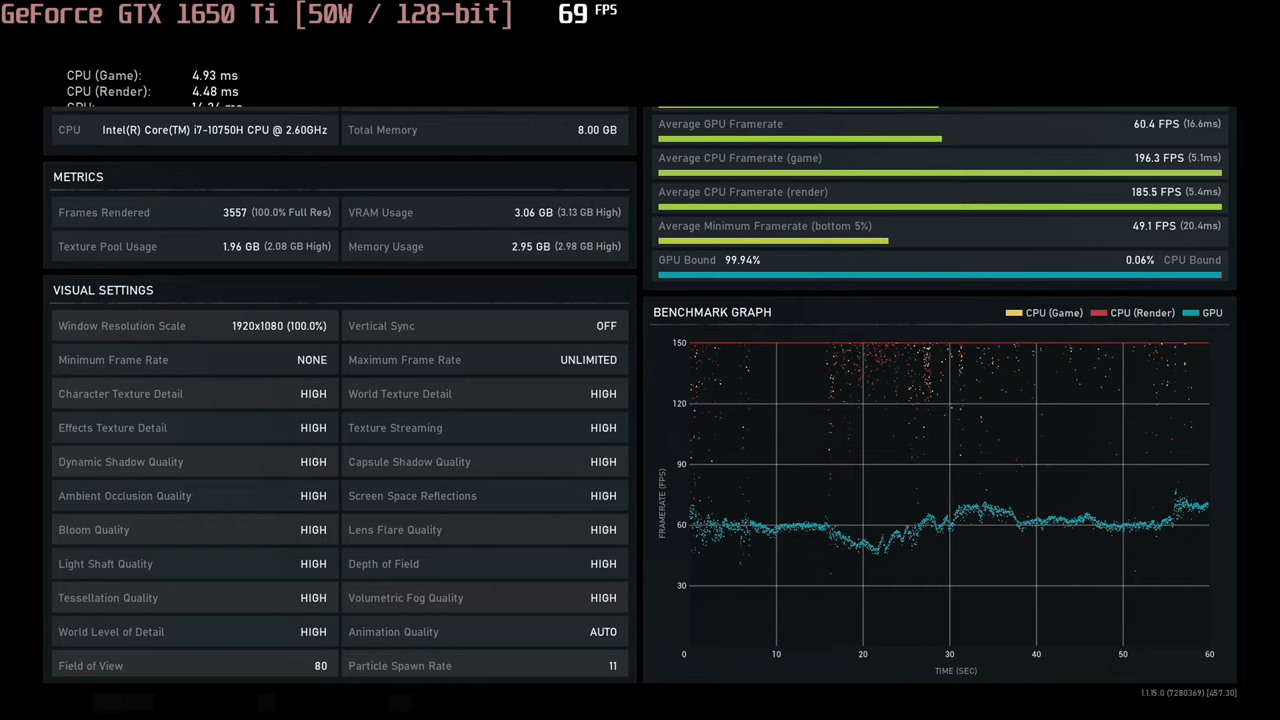 GeForce GTX 1650 Ti [50W / 128-bit] 69 FPS
CPU (Game): 4.93 ms
CPU (Render): 4.48 ms
CPU Intel(R) Core(TM) i7-10750H CPU @ 2.60GHz Total Memory 8.00 GB
METRICS
Frames Rendered 3557 (100.0% Full Res) VRAM Usage 3.06 GB (3.13 GB High)
Texture Pool Usage 1.96 GB (2.08 GB High) Memory Usage 2.95 GB (2.98 GB High)
VISUAL SETTINGS
Window Resolution Scale 1920x1080 (100.0%) Vertical Sync OFF
Minimum Frame Rate NONE Maximum Frame Rate UNLIMITED
Character Texture Detail HIGH World Texture Detail HIGH
Effects Texture Detail HIGH Texture Streaming HIGH
Dynamic Shadow Quality HIGH Capsule Shadow Quality HIGH
Ambient Occlusion Quality HIGH Screen Space Reflections HIGH
Bloom Quality HIGH Lens Flare Quality HIGH
Light Shaft Quality HIGH Depth of Field HIGH
Tessellation Quality HIGH Volumetric Fog Quality HIGH
World Level of Detail HIGH Animation Quality AUTO
Field of View 80 Particle Spawn Rate 11
Average GPU Framerate 60.4 FPS (16.6ms)
Average CPU Framerate (game) 196.3 FPS (5.1ms)
Average CPU Framerate (render) 185.5 FPS (5.4ms)
Average Minimum Framerate (bottom 5%) 49.1 FPS (20.4ms)
GPU Bound 99.94% 0.06% CPU Bound
BENCHMARK GRAPH CPU (Game) CPU (Render) GPU
150
120
90
60
30
FRAMERATE (FPS)
0 10 20 30 40 50 60
TIME (SEC)
1.1.15.0 (7280369) [457.30]